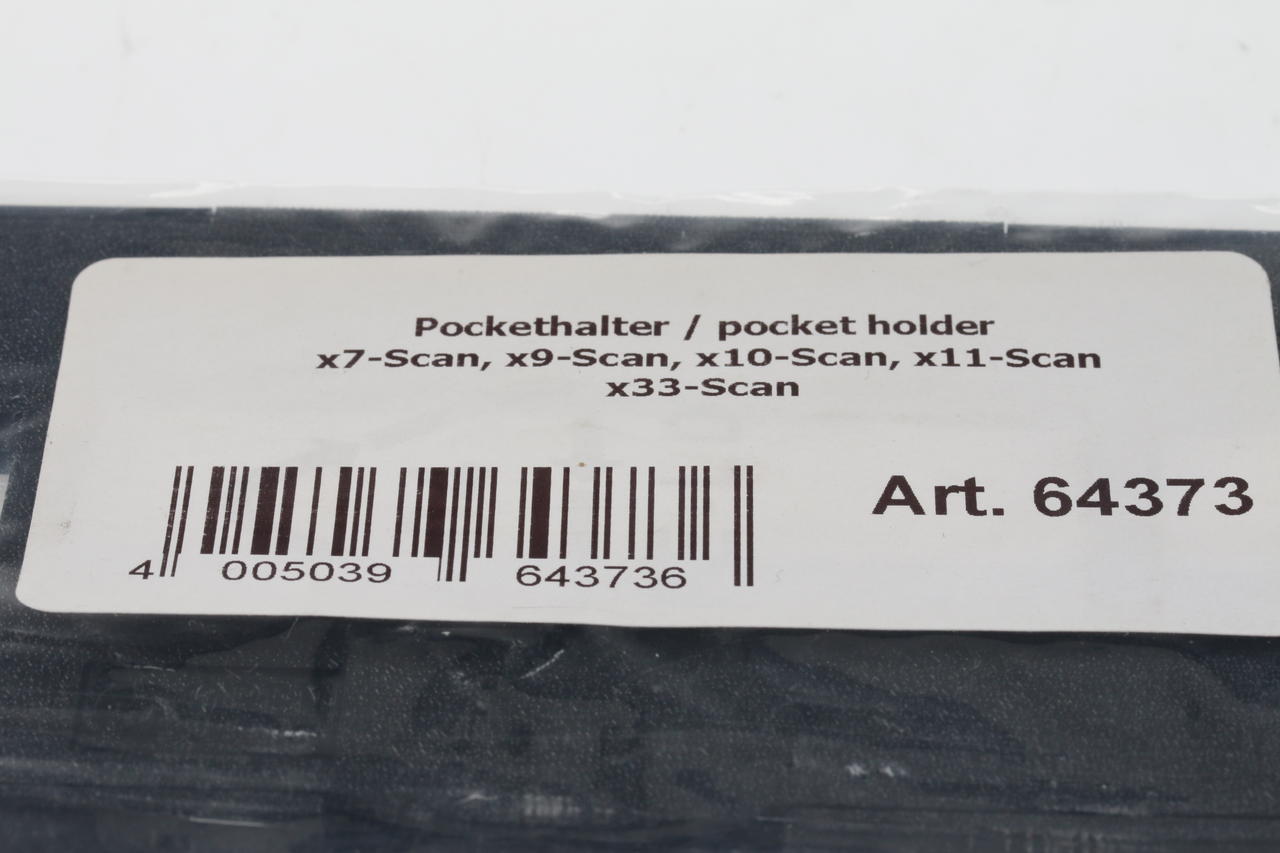 Pockethalter / pocket holder
x7-Scan, x9-Scan, x10-Scan, x11-Scan
x33-Scan
Art. 64373
4 005039 643736